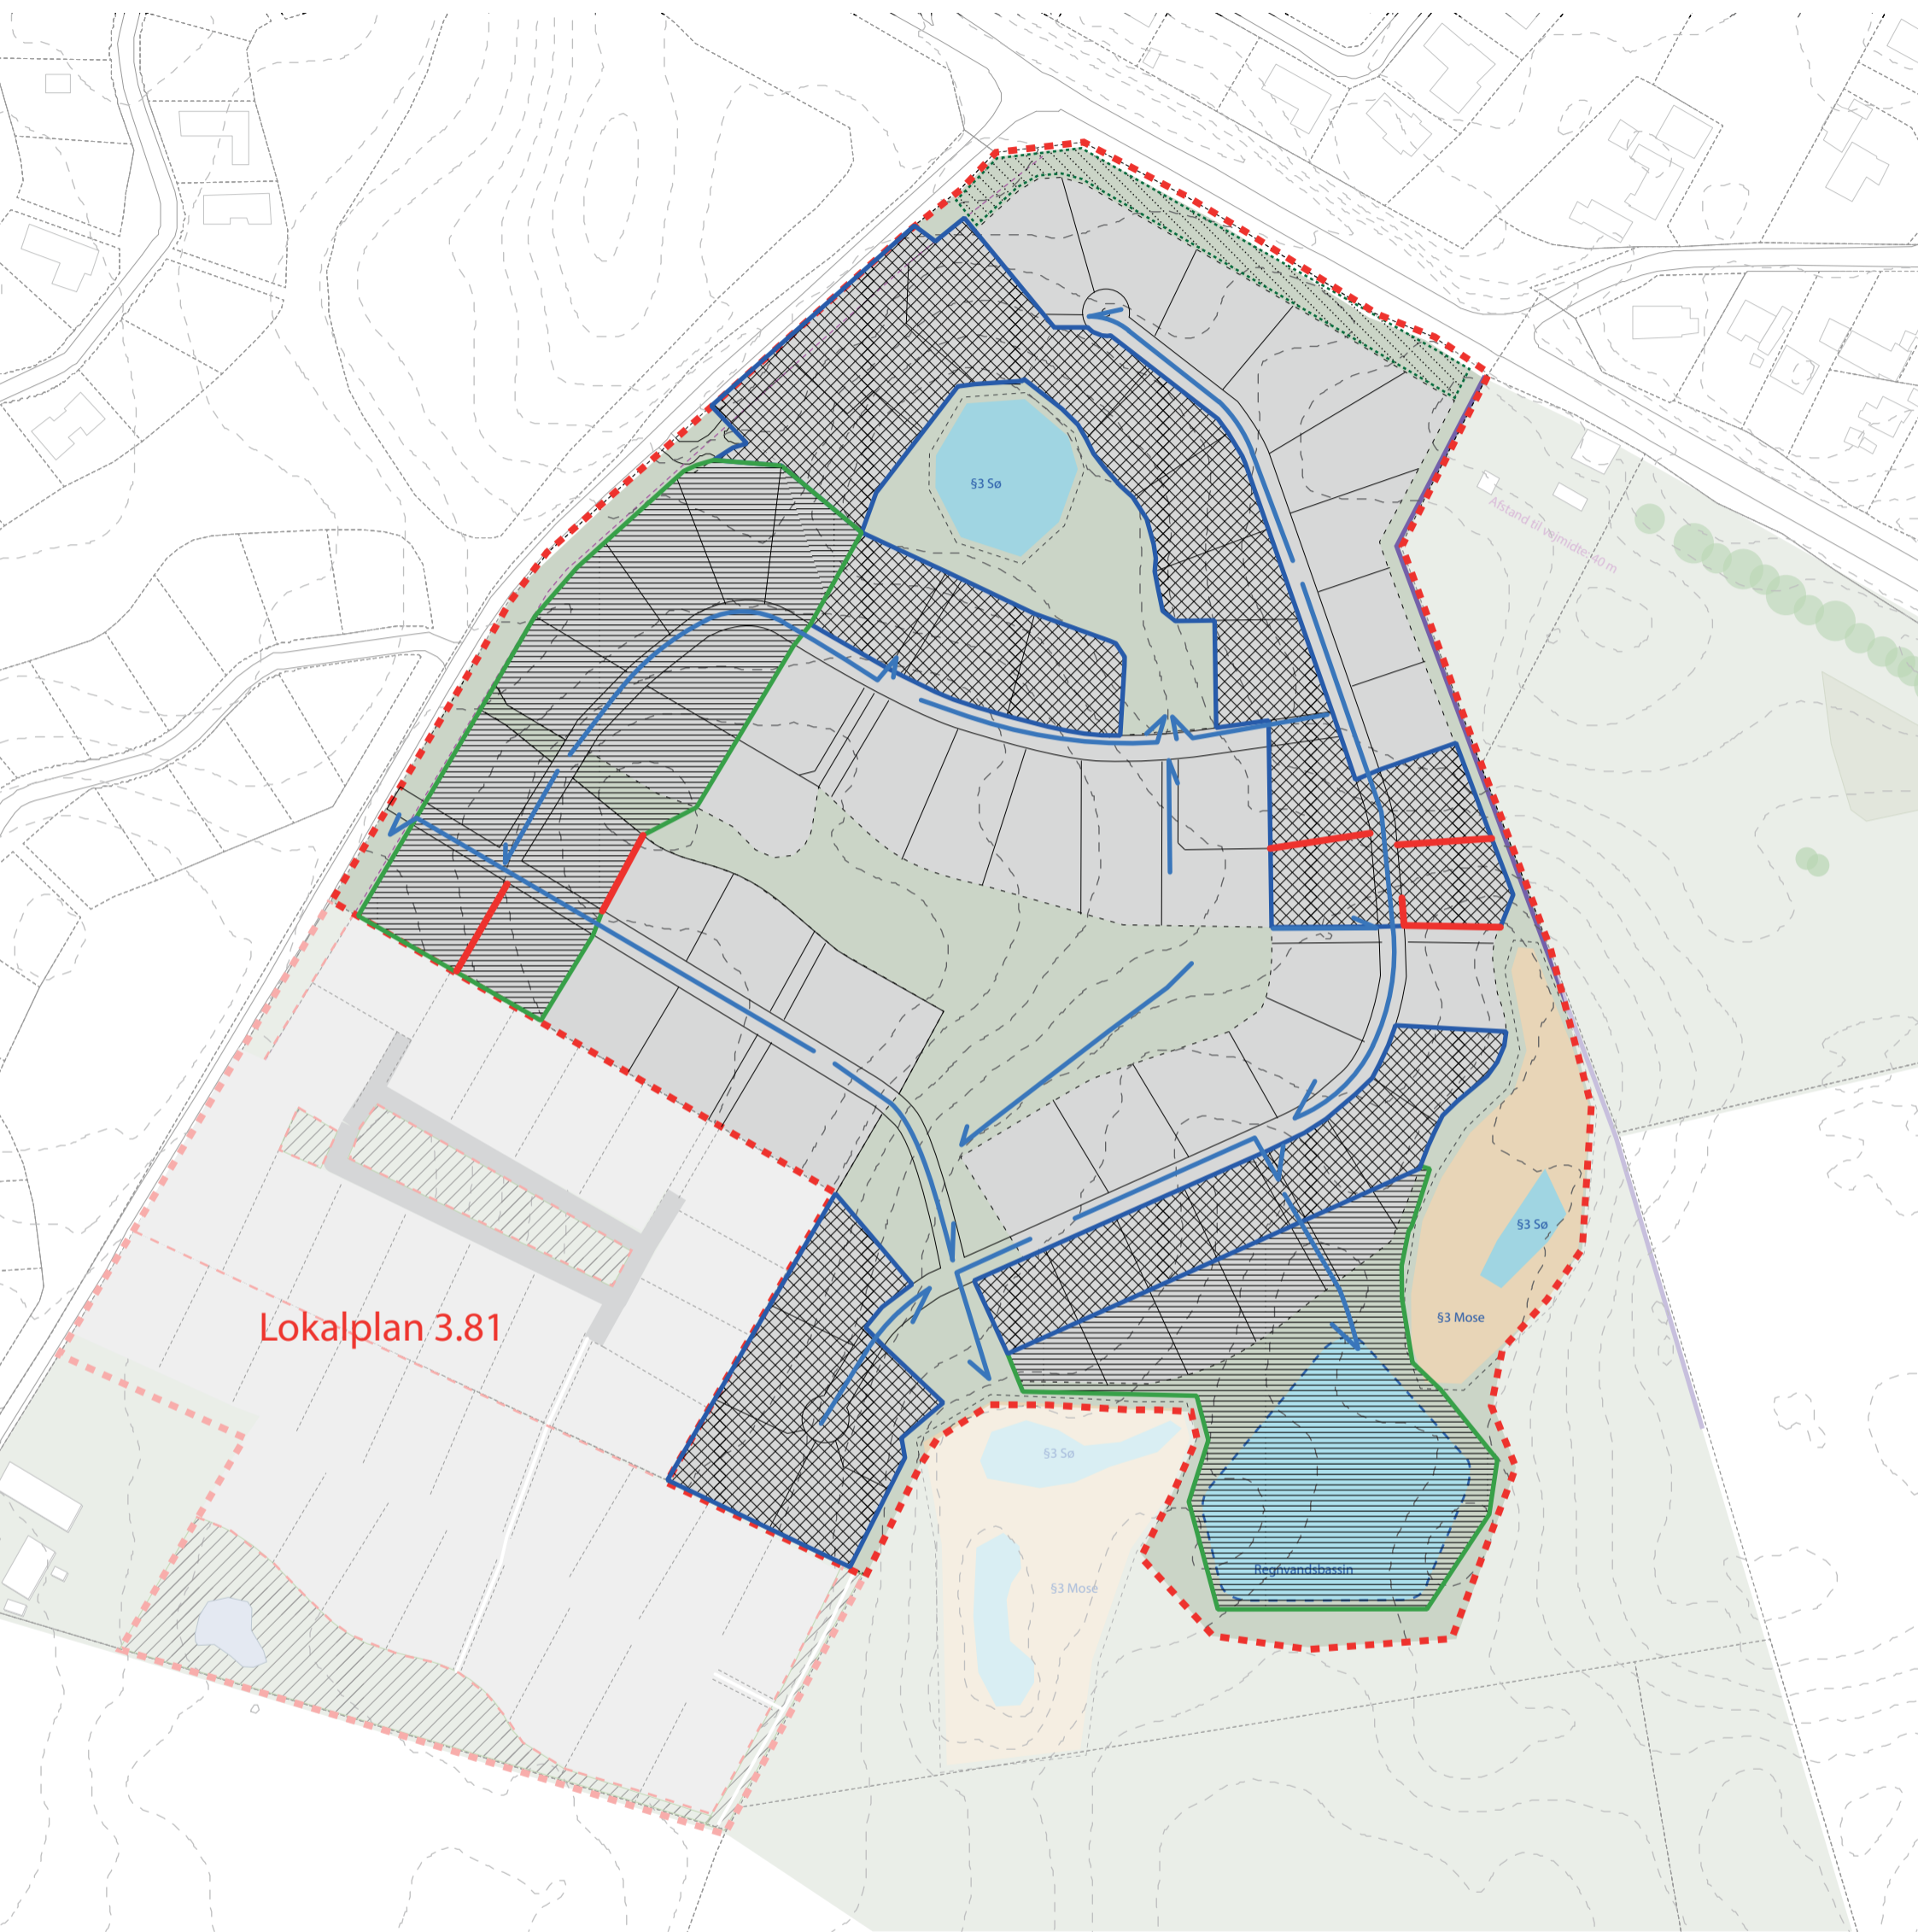 §3 Sø
Afstand til vejmidte: 40 m
§3 Sø
§3 Mose
Lokalplan 3.81
§3 Sø
Regnvandsbassin
§3 Mose